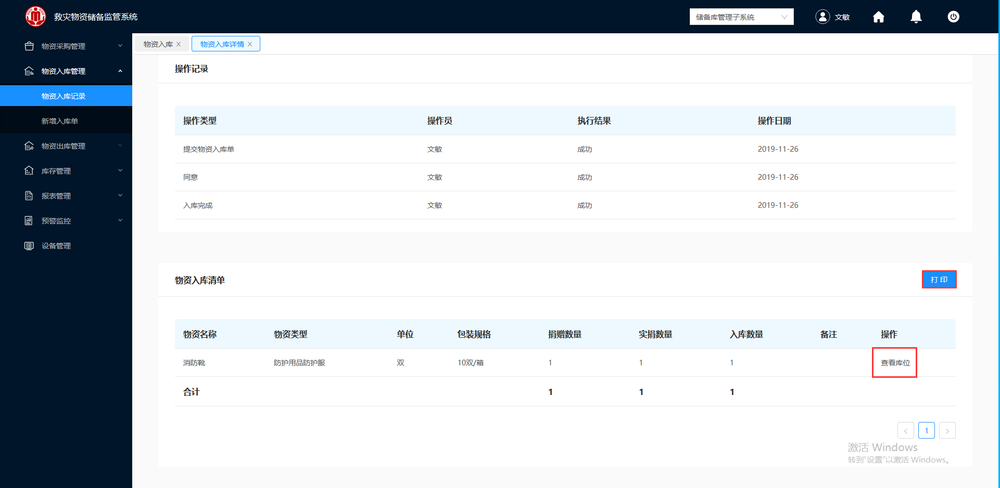 救灾物资储备监管系统
储备库管理子系统
文敏
物资采购管理
物资入库管理
物资入库记录
新增入库单
物资出库管理
库存管理
报表管理
预警监控
设备管理
物资入库
物资入库详情
操作记录
操作类型 操作员 执行结果 操作日期
提交物资入库单 文敏 成功 2019-11-26
同意 文敏 成功 2019-11-26
入库完成 文敏 成功 2019-11-26
物资入库清单
打 印
物资名称 物资类型 单位 包装规格 捐赠数量 实捐数量 入库数量 备注 操作
消防靴 防护用品防护服 双 10双/箱 1 1 1 查看库位
合计 1 1 1
< 1 >
激活 Windows
转到"设置"以激活 Windows。